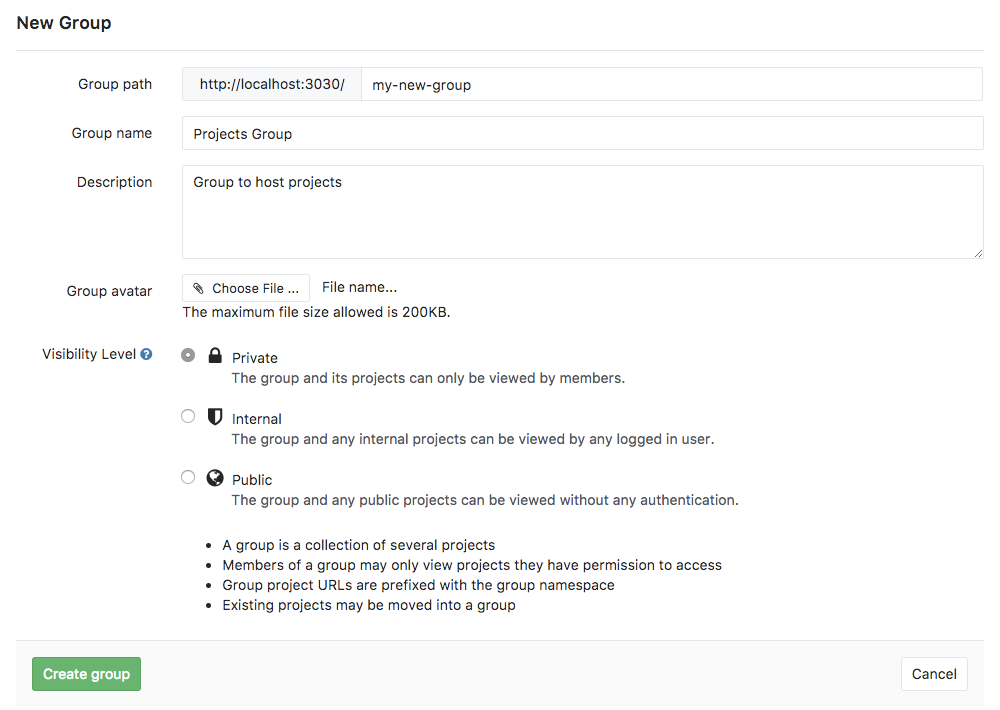 New Group
Group path http://localhost:3030/ my-new-group
Group name Projects Group
Description Group to host projects
Group avatar Choose File ... File name...
The maximum file size allowed is 200KB.
Visibility Level ? Private
The group and its projects can only be viewed by members.
Internal
The group and any internal projects can be viewed by any logged in user.
Public
The group and any public projects can be viewed without any authentication.
• A group is a collection of several projects
• Members of a group may only view projects they have permission to access
• Group project URLs are prefixed with the group namespace
• Existing projects may be moved into a group
Create group Cancel